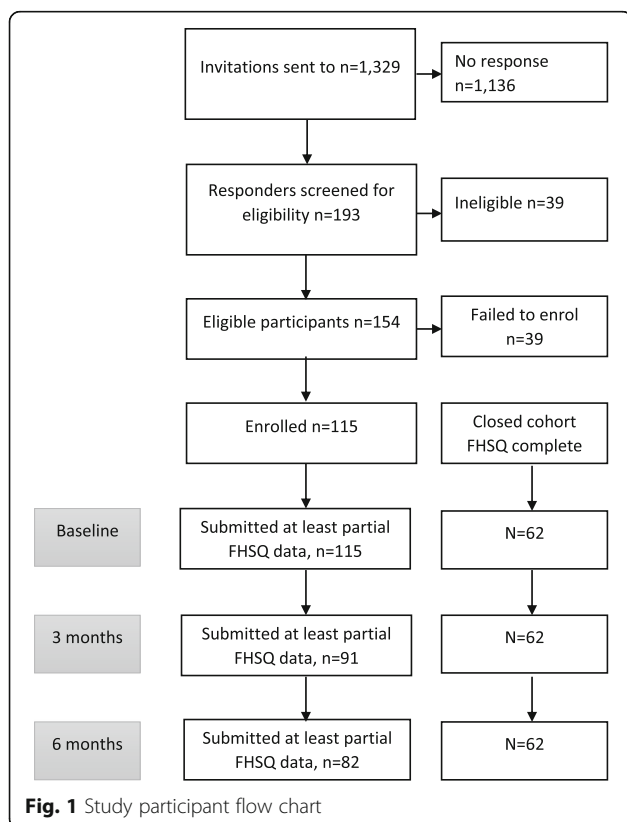 Invitations sent to n=1,329
No response
n=1,136
Responders screened for
eligibility n=193
Ineligible n=39
Eligible participants n=154
Failed to enrol
n=39
Enrolled n=115
Closed cohort
FHSQ complete
Baseline
Submitted at least partial
FHSQ data, n=115
N=62
3 months
Submitted at least partial
FHSQ data, n=91
N=62
6 months
Submitted at least partial
FHSQ data, n=82
N=62
Fig. 1 Study participant flow chart